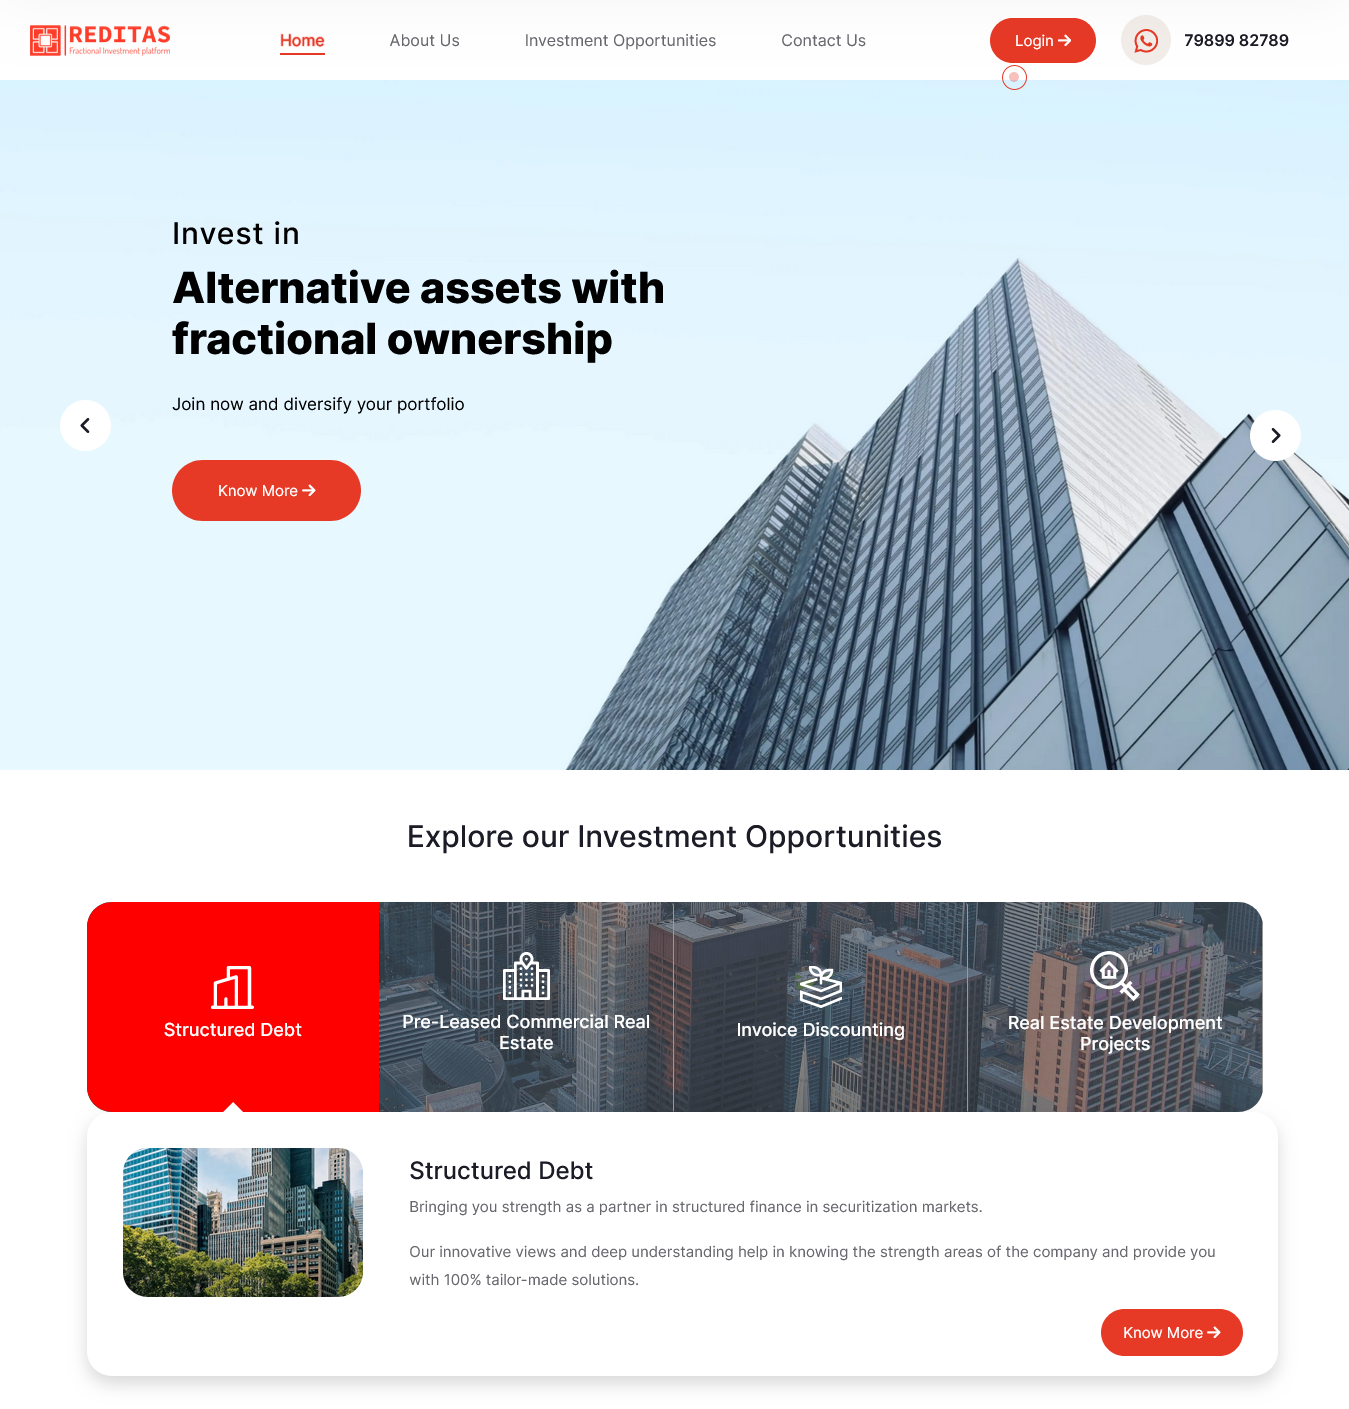 REDITAS
Fractional Investment platform
Home
About Us
Investment Opportunities
Contact Us
Login
79899 82789
Invest in
Alternative assets with
fractional ownership
Join now and diversify your portfolio
Know More
Explore our Investment Opportunities
Structured Debt
Pre-Leased Commercial Real
Estate
Invoice Discounting
CHASE
Real Estate Development
Projects
Structured Debt
Bringing you strength as a partner in structured finance in securitization markets.
Our innovative views and deep understanding help in knowing the strength areas of the company and provide you
with 100% tailor-made solutions.
Know More